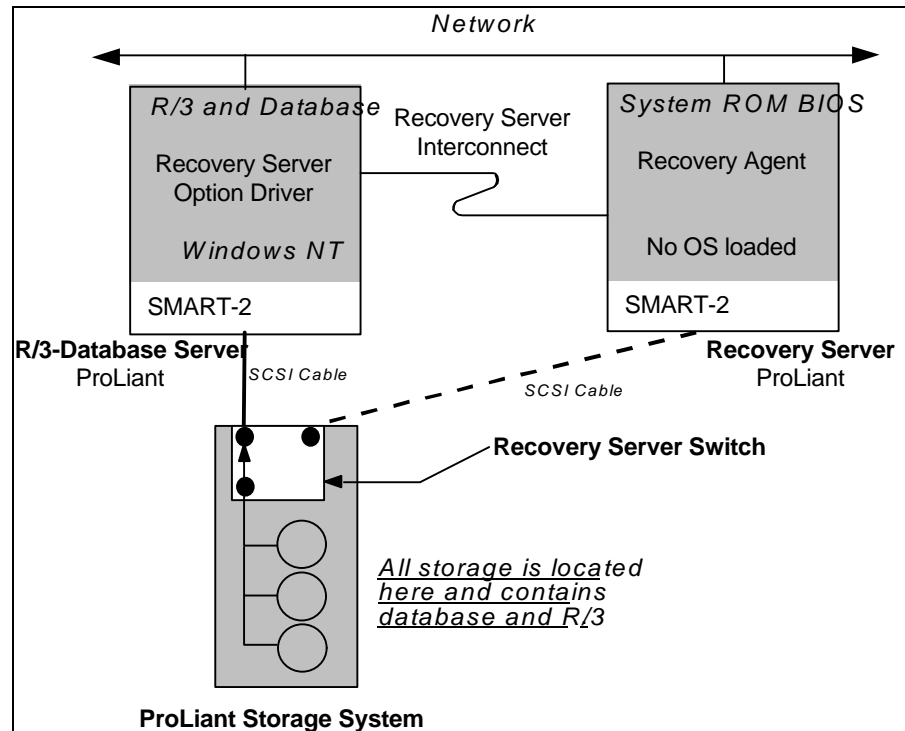 Network
R/3 and Database
Recovery Server
Option Driver
Windows NT
SMART-2
R/3-Database Server
ProLiant
Recovery Server
Interconnect
System ROM BIOS
Recovery Agent
No OS loaded
SMART-2
Recovery Server
ProLiant
SCSI Cable
SCSI Cable
Recovery Server Switch
All storage is located
here and contains
database and R/3
ProLiant Storage System